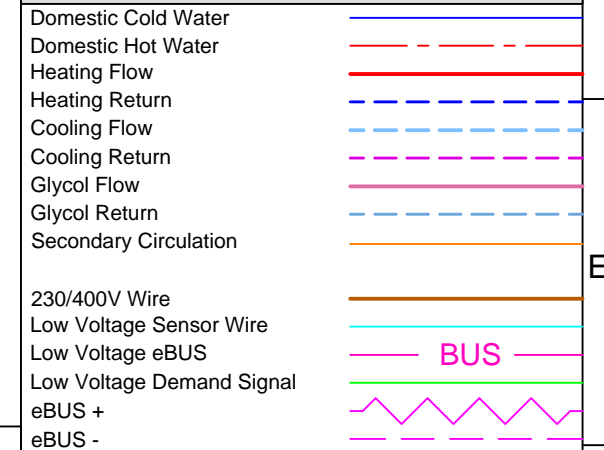 Domestic Cold Water
Domestic Hot Water
Heating Flow
Heating Return
Cooling Flow
Cooling Return
Glycol Flow
Glycol Return
Secondary Circulation
E
230/400V Wire
Low Voltage Sensor Wire
Low Voltage eBUS BUS
Low Voltage Demand Signal
eBUS +
eBUS -